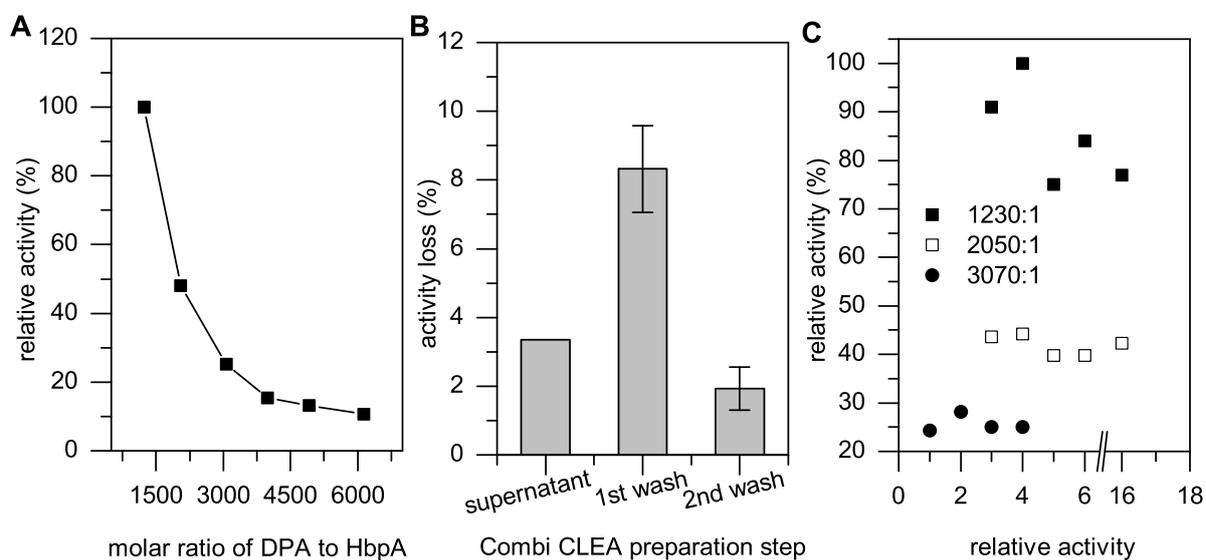 A
relative activity (%)
120
100
80
60
40
20
0
1500 3000 4500 6000
molar ratio of DPA to HbpA
B
activity loss (%)
12
10
8
6
4
2
0
supernatant 1st wash 2nd wash
Combi CLEA preparation step
C
relative activity (%)
100
90
80
70
60
50
40
30
20
1230:1
2050:1
3070:1
0 2 4 6 16 18
relative activity